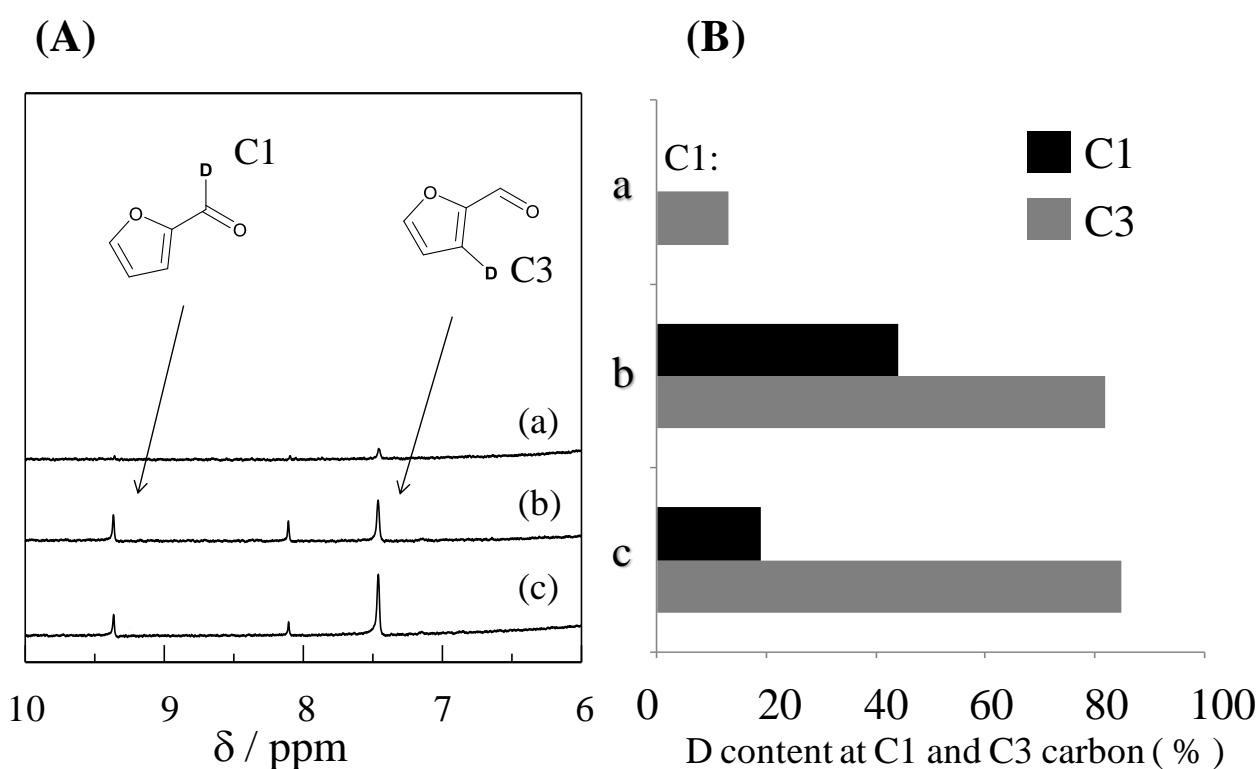 (A)
O
D
C1
O
O
O
D
C3
(a)
(b)
(c)
10 9 8 7 6
δ / ppm
(B)
C1
C3
C1:
a
b
c
0 20 40 60 80 100
D content at C1 and C3 carbon ( % )